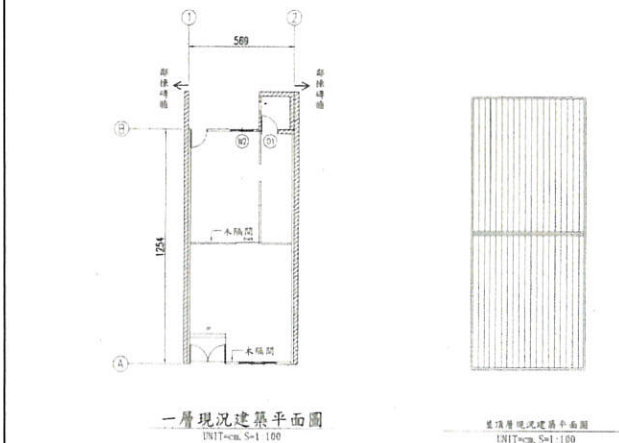 1
2
569
鄰棟磚牆
鄰棟磚牆
B
W2
D1
木隔間
1254
木隔間
A
一層現況建築平面圖
UNIT=cm, S=1:100
屋頂層現況建築平面圖
UNIT=cm, S=1:100